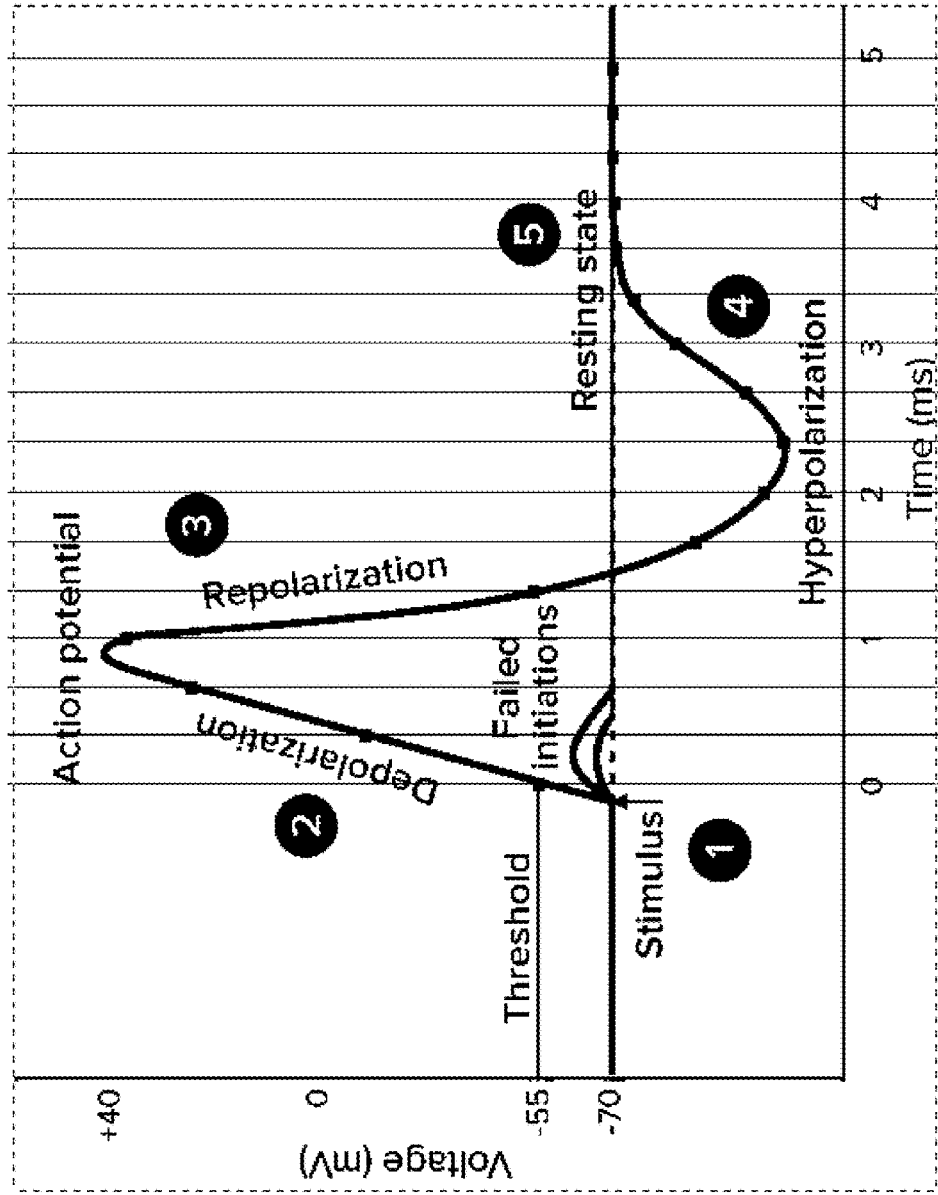 Action potential
Voltage (mV)
+40
0
-55
-70
2
Depolarization
3
Repolarization
Threshold
Failed
initiations
5
Resting state
Stimulus
1
4
Hyperpolarization
0
1
2
3
4
5
Time (ms)